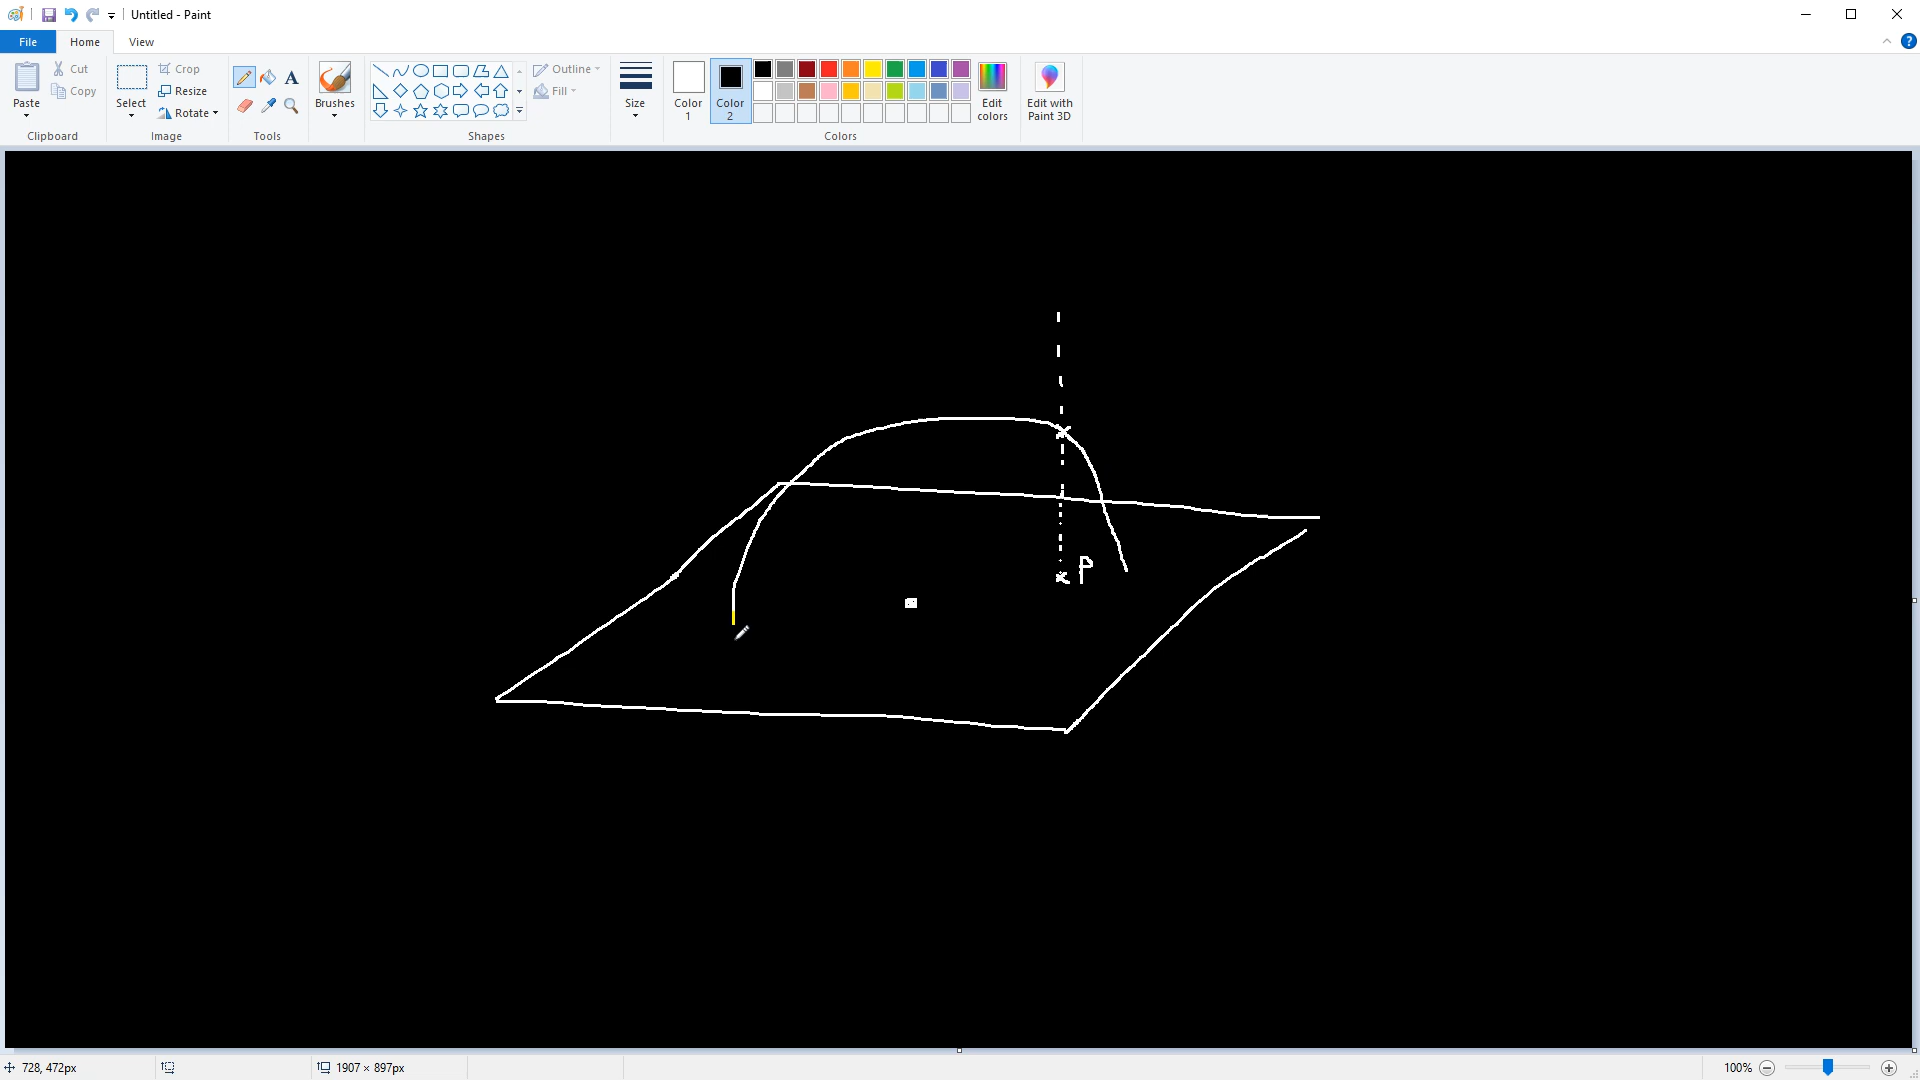 Untitled - Paint
File Home View
Paste
Cut
Copy
Clipboard
Select
Crop
Resize
Rotate
Image
A
Tools
Brushes
Shapes
Outline
Fill
Size
Color 1
Color 2
Edit colors
Colors
Edit with Paint 3D
P
728, 472px
1907 × 897px
100%